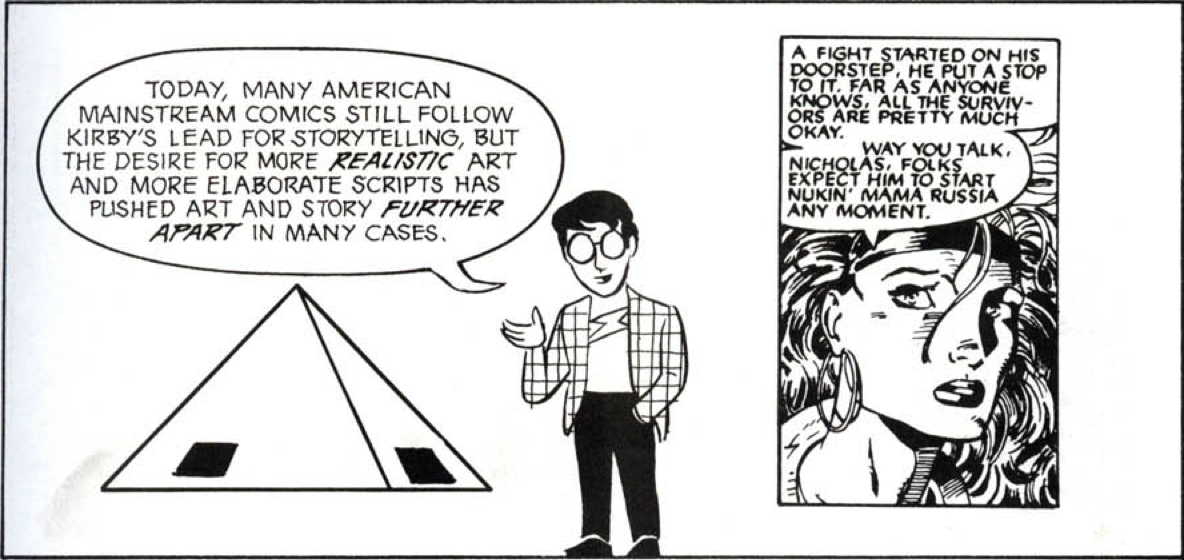 TODAY, MANY AMERICAN
MAINSTREAM COMICS STILL FOLLOW
KIRBY'S LEAD FOR STORYTELLING, BUT
THE DESIRE FOR MORE REALISTIC ART
AND MORE ELABORATE SCRIPTS HAS
PUSHED ART AND STORY FURTHER
APART IN MANY CASES.
A FIGHT STARTED ON HIS
DOORSTEP, HE PUT A STOP
TO IT. FAR AS ANYONE
KNOWS, ALL THE SURVIV-
ORS ARE PRETTY MUCH
OKAY.
WAY YOU TALK,
NICHOLAS, FOLKS
EXPECT HIM TO START
NUKIN' MAMA RUSSIA
ANY MOMENT.